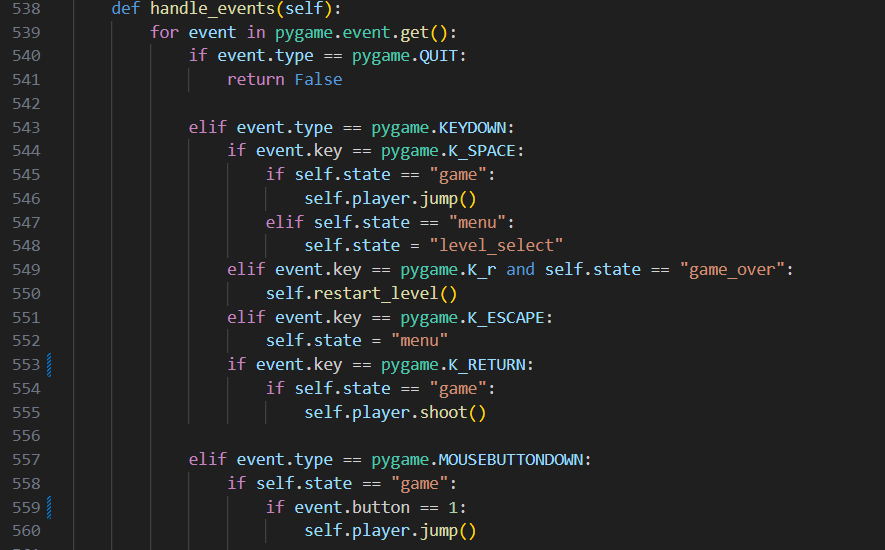 538 def handle_events(self):
539 for event in pygame.event.get():
540 if event.type == pygame.QUIT:
541 return False
542
543 elif event.type == pygame.KEYDOWN:
544 if event.key == pygame.K_SPACE:
545 if self.state == "game":
546 self.player.jump()
547 elif self.state == "menu":
548 self.state = "level_select"
549 elif event.key == pygame.K_r and self.state == "game_over":
550 self.restart_level()
551 elif event.key == pygame.K_ESCAPE:
552 self.state = "menu"
553 if event.key == pygame.K_RETURN:
554 if self.state == "game":
555 self.player.shoot()
556
557 elif event.type == pygame.MOUSEBUTTONDOWN:
558 if self.state == "game":
559 if event.button == 1:
560 self.player.jump()